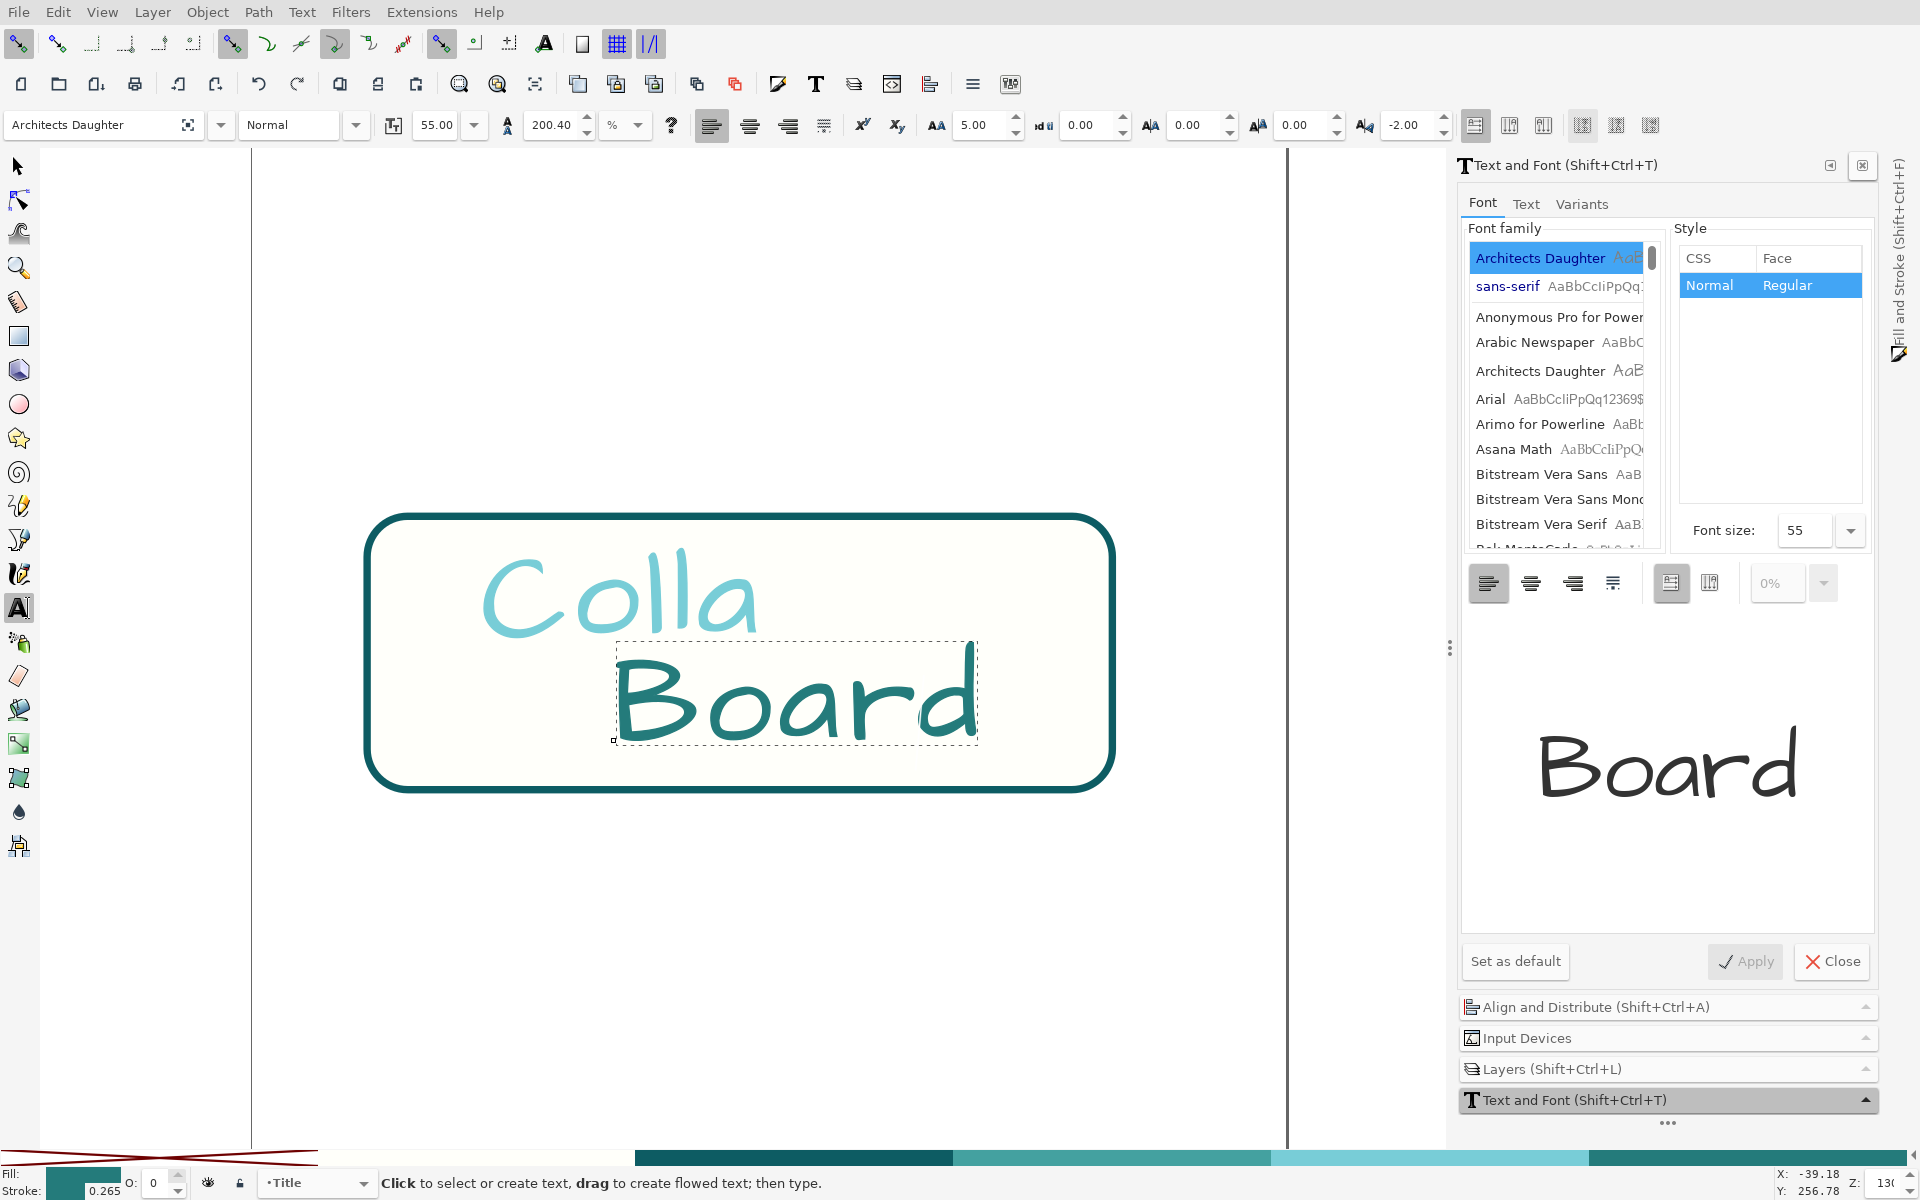 File Edit View Layer Object Path Text Filters Extensions Help
Architects Daughter Normal 55.00 200.40 % 5.00 0.00 0.00 0.00 -2.00
Text and Font (Shift+Ctrl+T)
Font Text Variants
Font family Style
Architects Daughter
sans-serif AaBbCcIiPpQq1
Anonymous Pro for Power
Arabic Newspaper AaBbC
Architects Daughter AaB
Arial AaBbCcIiPpQq12369$
Arimo for Powerline AaBb
Asana Math AaBbCcIiPpQ
Bitstream Vera Sans AaB
Bitstream Vera Sans Mono
Bitstream Vera Serif AaB
CSS Face
Normal Regular
Font size: 55
0%
Board
Set as default Apply Close
Align and Distribute (Shift+Ctrl+A)
Input Devices
Layers (Shift+Ctrl+L)
Text and Font (Shift+Ctrl+T)
Fill and Stroke (Shift+Ctrl+F)
Colla
Board
Fill:
Stroke: 0.265 O: 0 •Title Click to select or create text, drag to create flowed text; then type.
X: -39.18
Y: 256.78
Z: 130